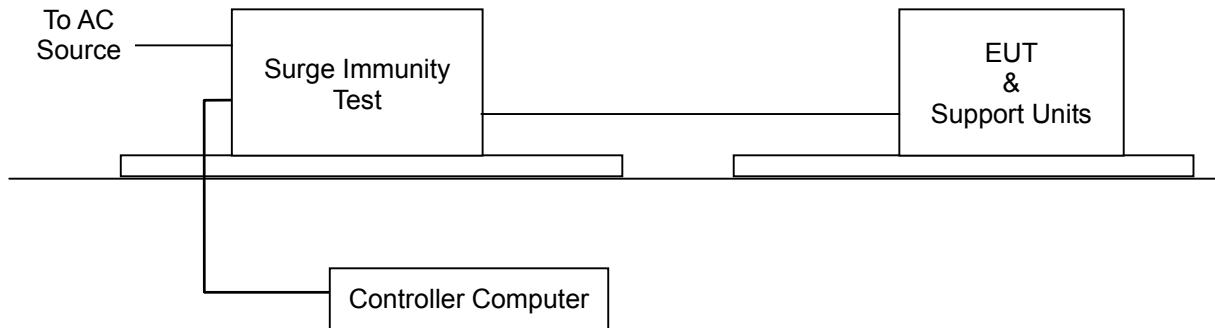 To AC
Source
Surge Immunity
Test
EUT
&
Support Units
Controller Computer